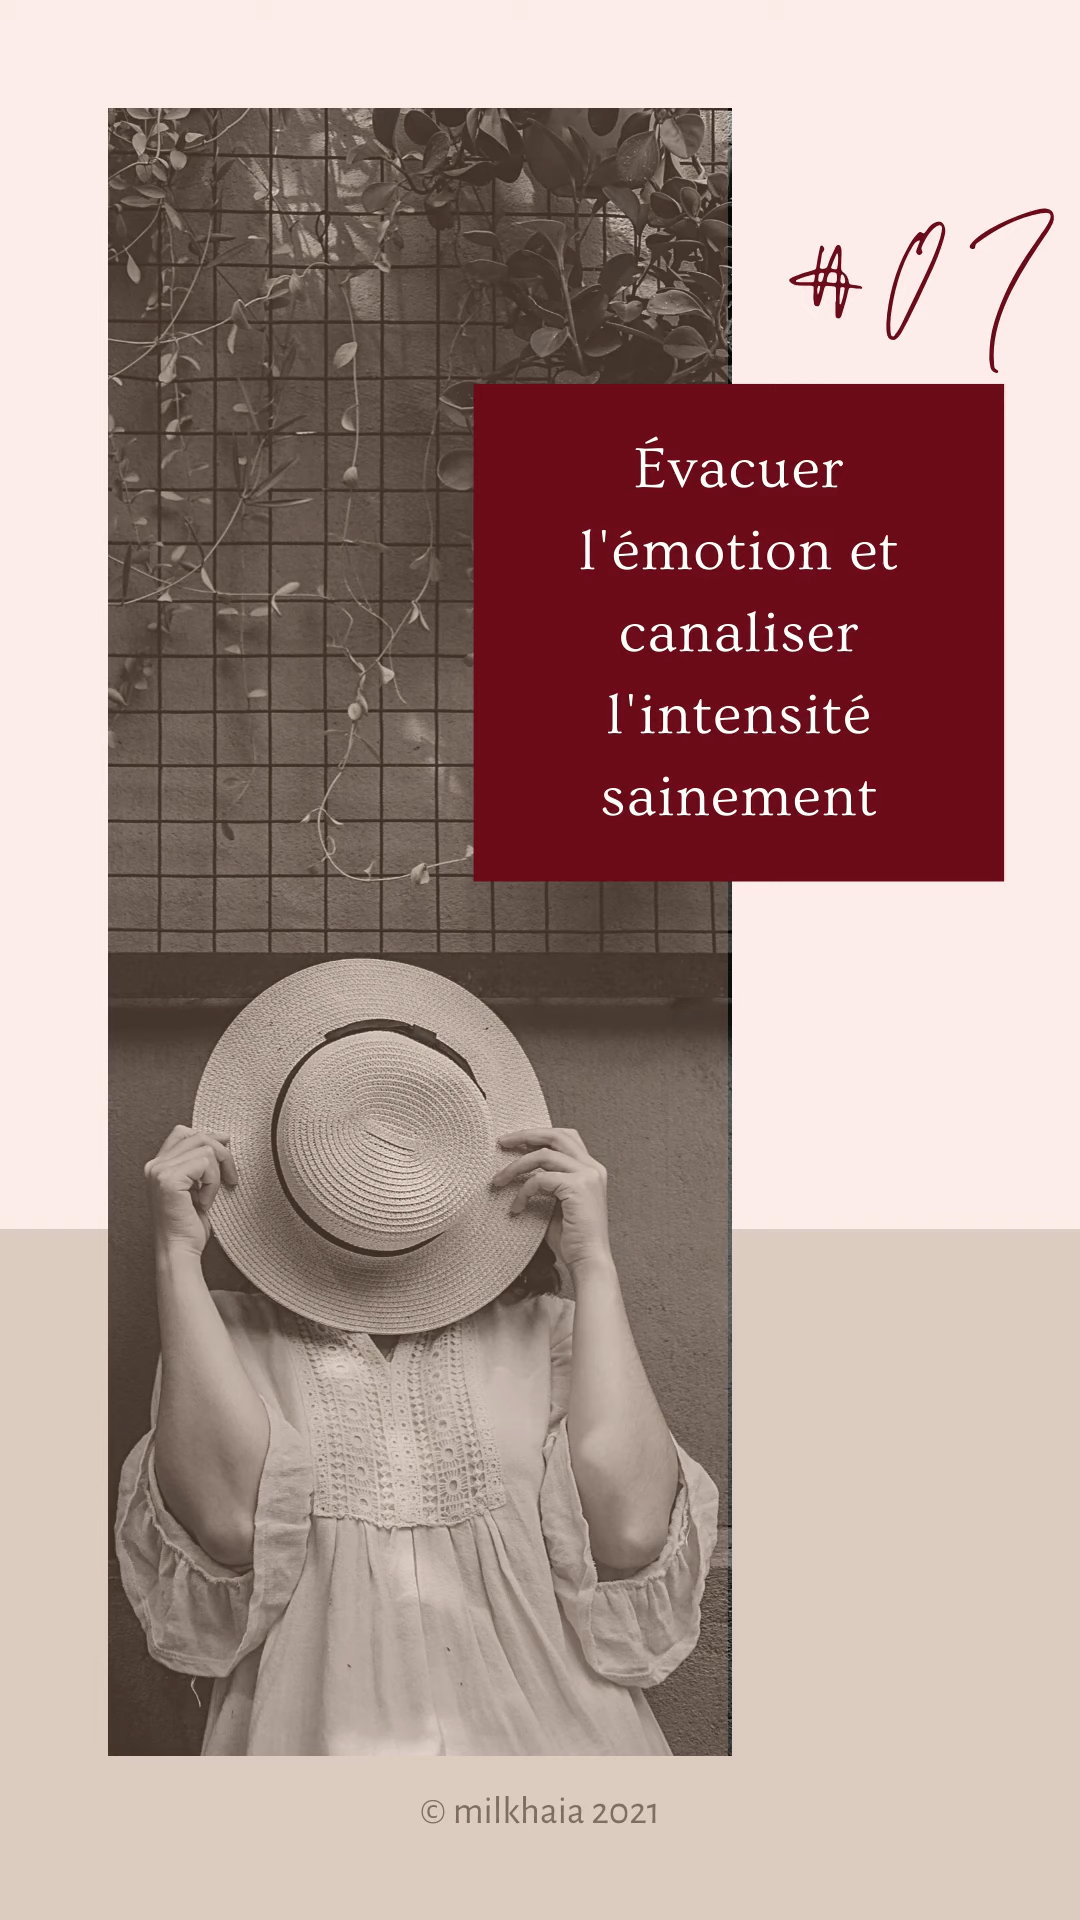 #07
Évacuer
l'émotion et
canaliser
l'intensité
sainement
© milkhaia 2021